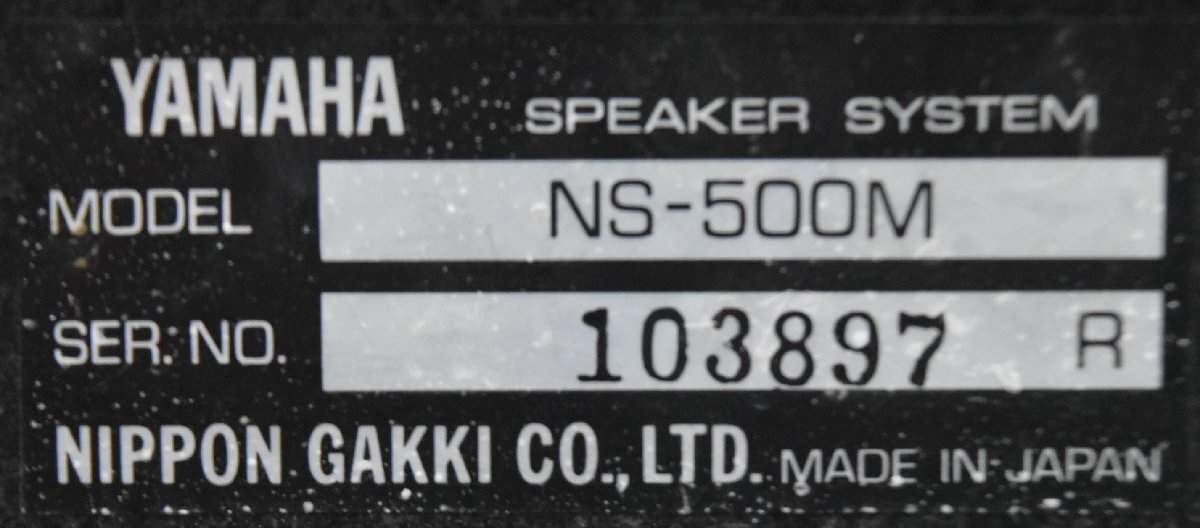 YAMAHA SPEAKER SYSTEM
MODEL NS-500M
SER. NO. 103897 R
NIPPON GAKKI CO., LTD. MADE IN JAPAN